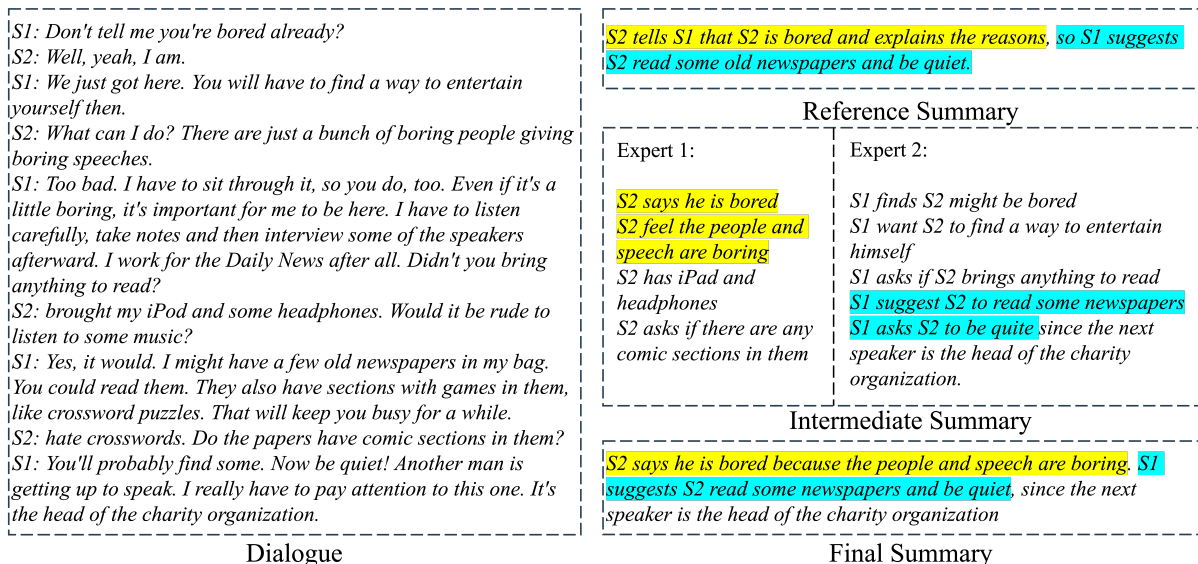 S1: Don't tell me you're bored already?
S2: Well, yeah, I am.
S1: We just got here. You will have to find a way to entertain
yourself then.
S2: What can I do? There are just a bunch of boring people giving
boring speeches.
S1: Too bad. I have to sit through it, so you do, too. Even if it's a
little boring, it's important for me to be here. I have to listen
carefully, take notes and then interview some of the speakers
afterward. I work for the Daily News after all. Didn't you bring
anything to read?
S2: brought my iPod and some headphones. Would it be rude to
listen to some music?
S1: Yes, it would. I might have a few old newspapers in my bag.
You could read them. They also have sections with games in them,
like crossword puzzles. That will keep you busy for a while.
S2: hate crosswords. Do the papers have comic sections in them?
S1: You'll probably find some. Now be quiet! Another man is
getting up to speak. I really have to pay attention to this one. It's
the head of the charity organization.
Dialogue
S2 tells S1 that S2 is bored and explains the reasons, so S1 suggests
S2 read some old newspapers and be quiet.
Reference Summary
Expert 1:
S2 says he is bored
S2 feel the people and
speech are boring
S2 has iPad and
headphones
S2 asks if there are any
comic sections in them
Expert 2:
S1 finds S2 might be bored
S1 want S2 to find a way to entertain
himself
S1 asks if S2 brings anything to read
S1 suggest S2 to read some newspapers
S1 asks S2 to be quite since the next
speaker is the head of the charity
organization.
Intermediate Summary
S2 says he is bored because the people and speech are boring. S1
suggests S2 read some newspapers and be quiet, since the next
speaker is the head of the charity organization
Final Summary